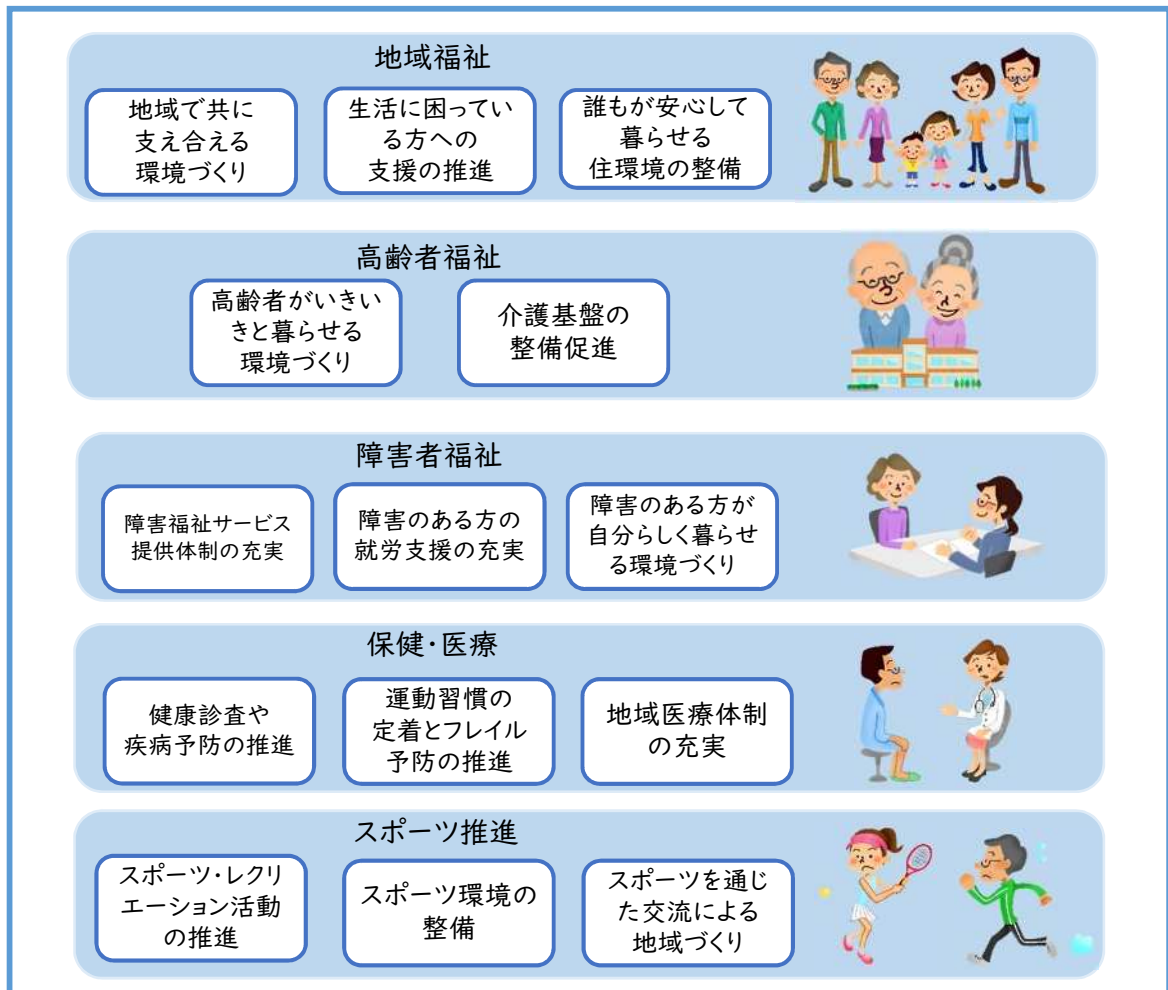 地域福祉
地域で共に
支え合える
環境づくり
生活に困ってい
る方への
支援の推進
誰もが安心して
暮らせる
住環境の整備
高齢者福祉
高齢者がいきい
きと暮らせる
環境づくり
介護基盤の
整備促進
障害者福祉
障害福祉サービス
提供体制の充実
障害のある方の
就労支援の充実
障害のある方が
自分らしく暮らせ
る環境づくり
保健・医療
健康診査や
疾病予防の推進
運動習慣の
定着とフレイル
予防の推進
地域医療体制
の充実
スポーツ推進
スポーツ・レクリ
エーション活動
の推進
スポーツ環境の
整備
スポーツを通じ
た交流による
地域づくり